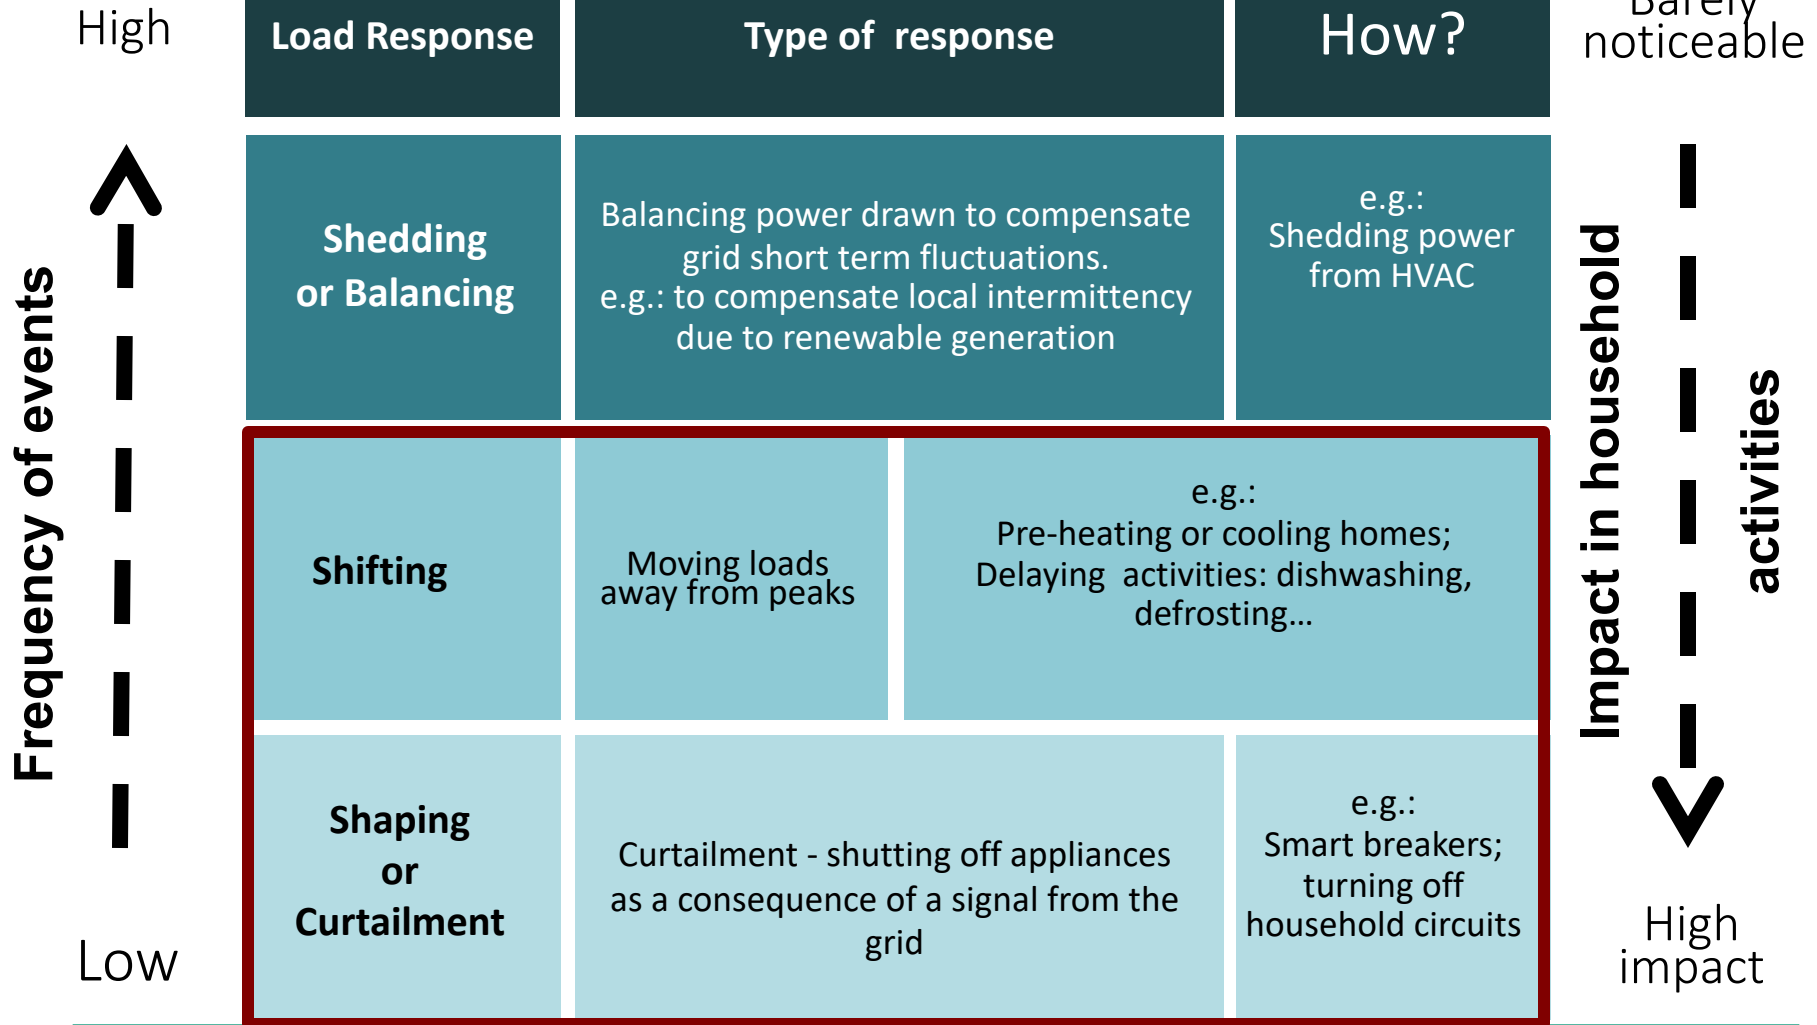 High
Load Response
Type of  response
How?
Barely
noticeable
Frequency of events
Shedding
or Balancing
Balancing power drawn to compensate
grid short term fluctuations.
e.g.: to compensate local intermittency
due to renewable generation
e.g.:
Shedding power
from HVAC
Impact in household
activities
Shifting
Moving loads
away from peaks
e.g.:
Pre-heating or cooling homes;
Delaying  activities: dishwashing,
defrosting...
Shaping
or
Curtailment
Curtailment - shutting off appliances
as a consequence of a signal from the
grid
e.g.:
Smart breakers;
turning off
household circuits
Low
High
impact